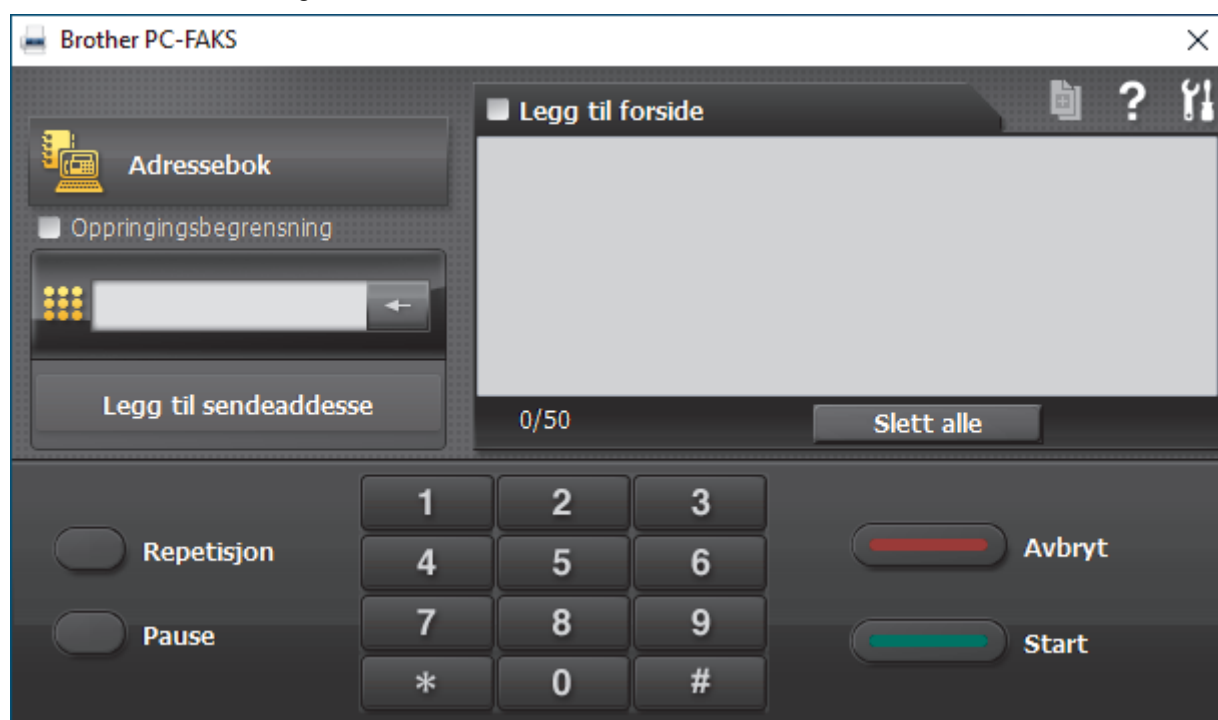 Brother PC-FAKS
Legg til forside
?
Adressebok
Oppringingsbegrensning
Legg til sendeaddesse
0/50
Slett alle
1 2 3
4 5 6
7 8 9
* 0 #
Repetisjon
Pause
Avbryt
Start